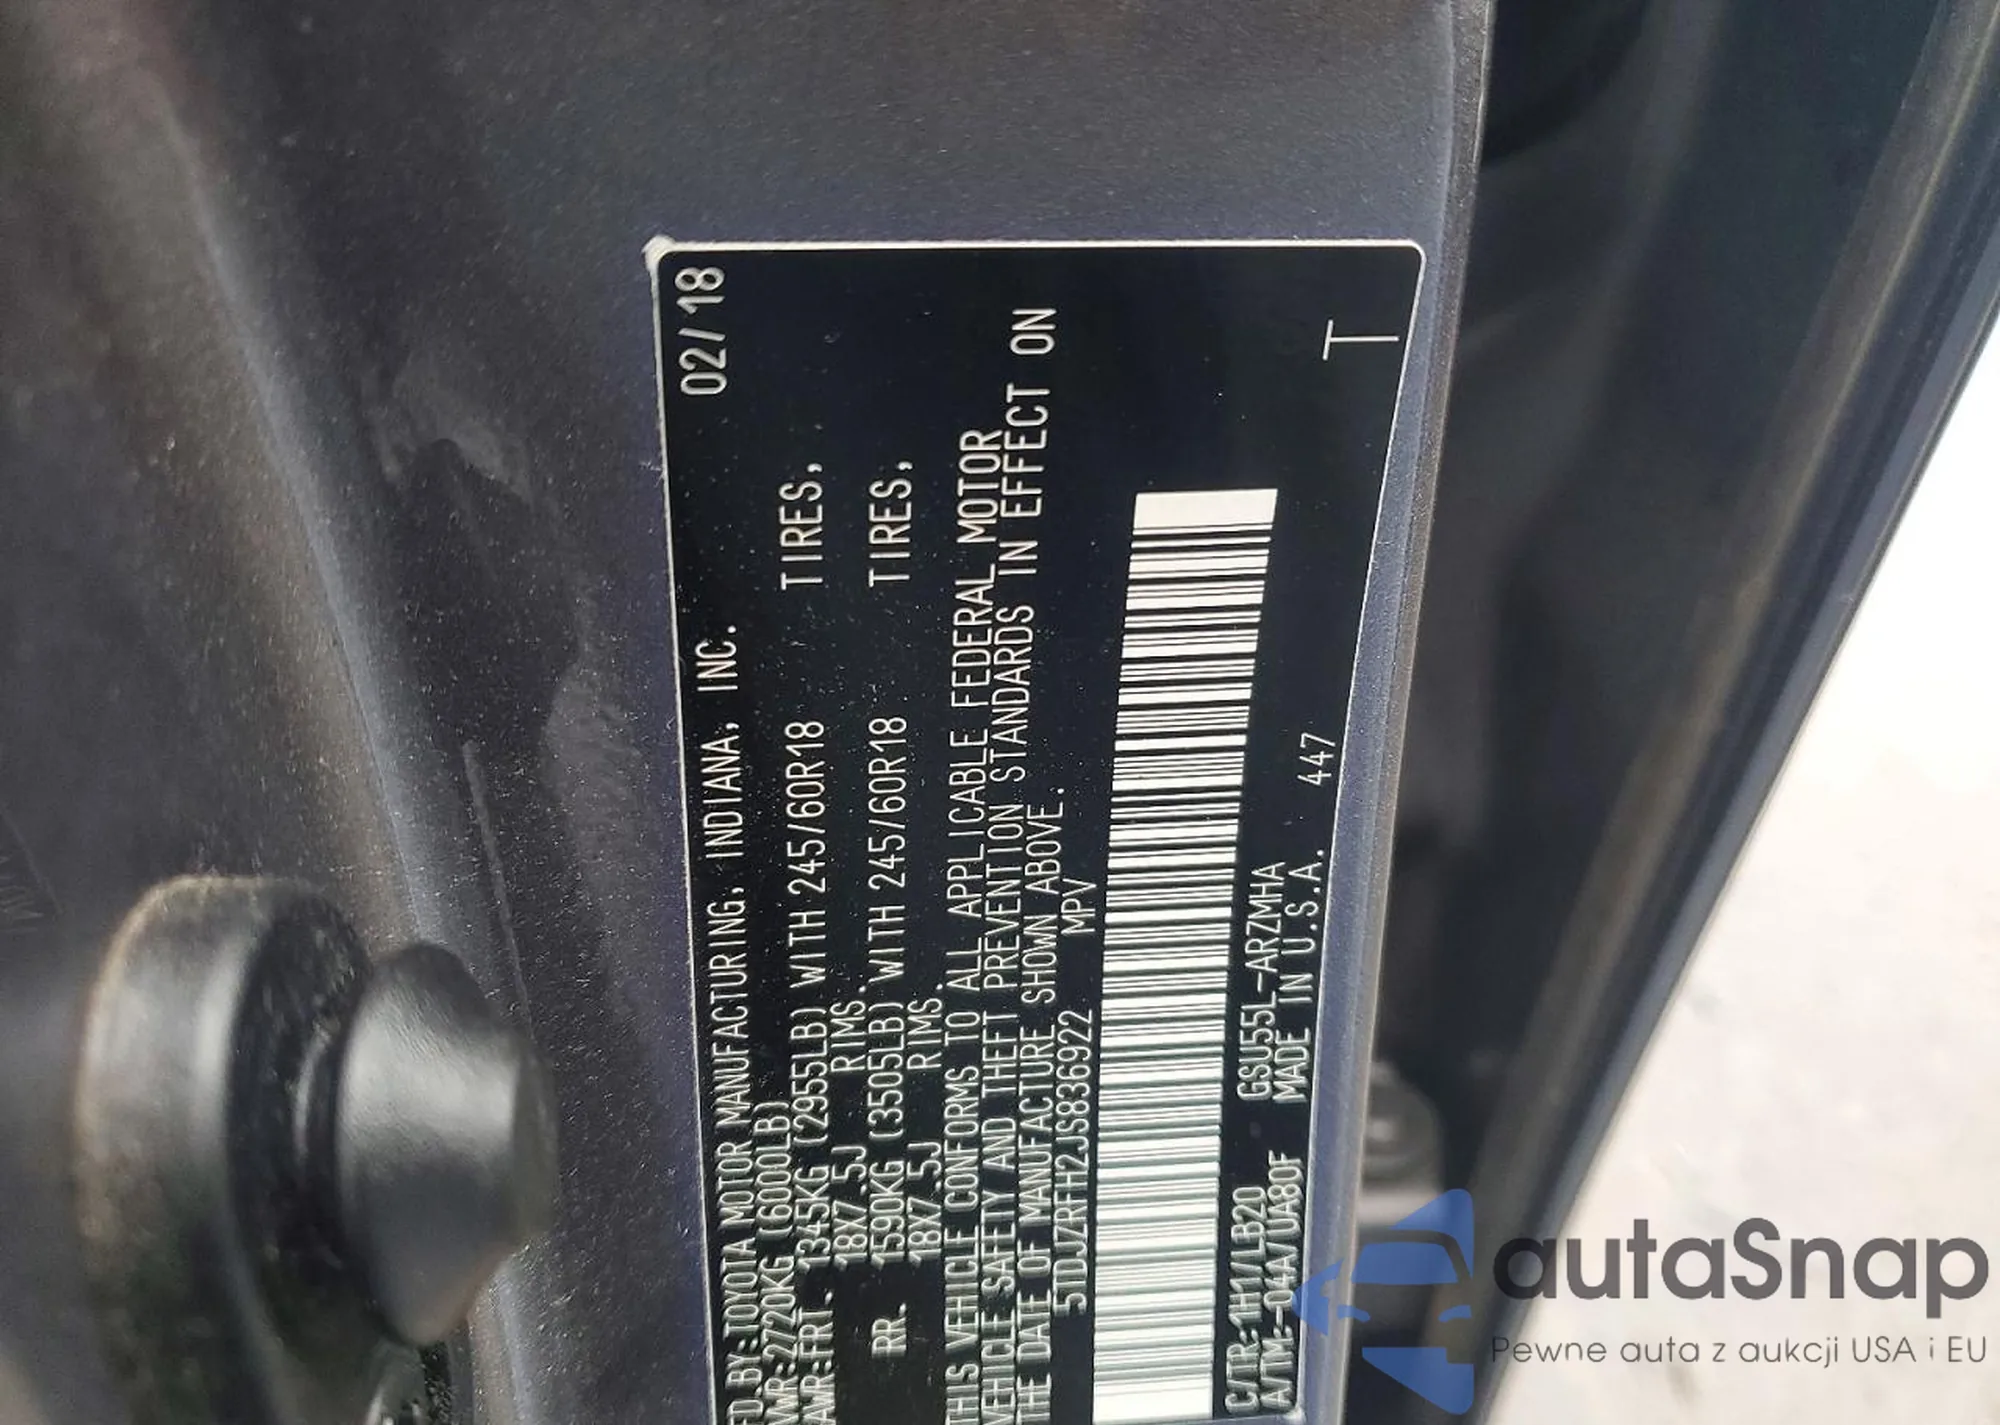 FD.BY:TOYOTA MOTOR MANUFACTURING, INDIANA, INC. 02/18
VWR:2720KG (6000LB)
AWR:FRT. 1345KG (2955LB) WITH 245/60R18 TIRES,
18X7.5J RIMS.
RR. 1590KG (3505LB) WITH 245/60R18 TIRES,
18X7.5J RIMS.
THIS VEHICLE CONFORMS TO ALL APPLICABLE FEDERAL MOTOR
VEHICLE SAFETY AND THEFT PREVENTION STANDARDS IN EFFECT ON
THE DATE OF MANUFACTURE SHOWN ABOVE.
5TDJZRFH2JS836922 MPV
C/TR:1H1/LB20 GSU55L-ARZMHA
A/TM:-04A/UA80F MADE IN U.S.A. 447
T
autaSnap
Pewne auta z aukcji USA i EU